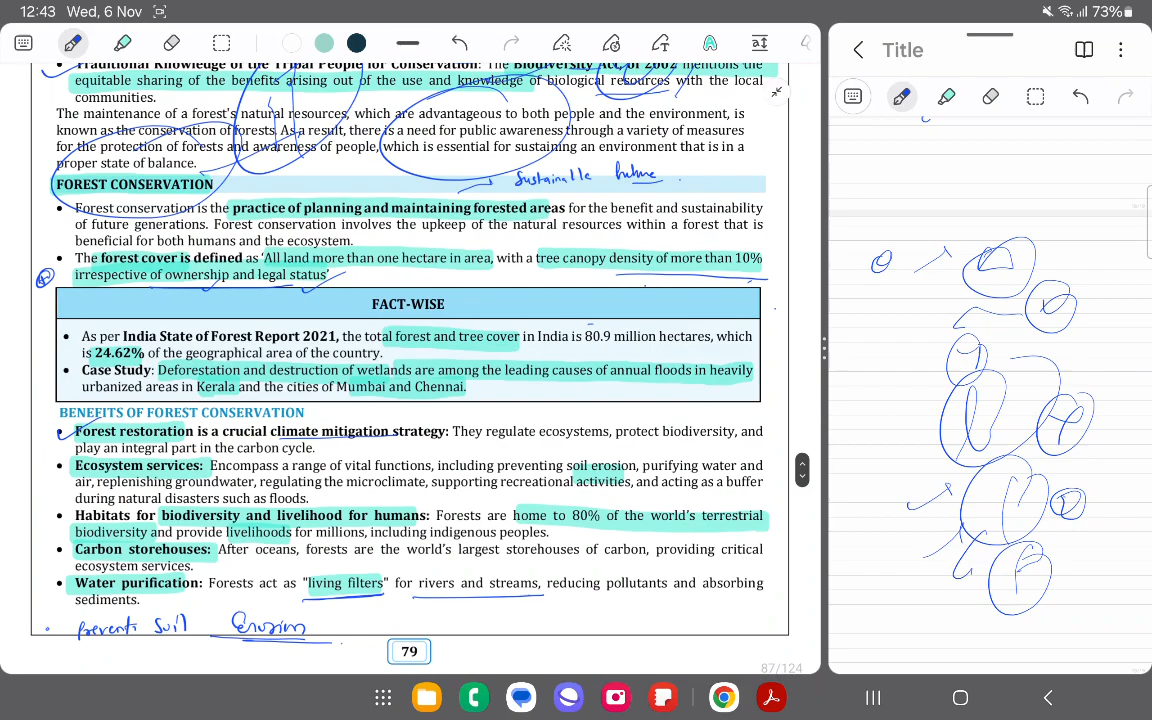 12:43 Wed, 6 Nov
73%
Title
• Traditional Knowledge of the Tribal People for Conservation: The Biodiversity Act, of 2002 mentions the
equitable sharing of the benefits arising out of the use and knowledge of biological resources with the local
communities.
The maintenance of a forest's natural resources, which are advantageous to both people and the environment, is
known as the conservation of forests. As a result, there is a need for public awareness through a variety of measures
for the protection of forests and awareness of people, which is essential for sustaining an environment that is in a
proper state of balance.
sustainable future
FOREST CONSERVATION
• Forest conservation is the practice of planning and maintaining forested areas for the benefit and sustainability
of future generations. Forest conservation involves the upkeep of the natural resources within a forest that is
beneficial for both humans and the ecosystem.
• The forest cover is defined as 'All land more than one hectare in area, with a tree canopy density of more than 10%
irrespective of ownership and legal status'
FACT-WISE
• As per India State of Forest Report 2021, the total forest and tree cover in India is 80.9 million hectares, which
is 24.62% of the geographical area of the country.
• Case Study: Deforestation and destruction of wetlands are among the leading causes of annual floods in heavily
urbanized areas in Kerala and the cities of Mumbai and Chennai.
BENEFITS OF FOREST CONSERVATION
• Forest restoration is a crucial climate mitigation strategy: They regulate ecosystems, protect biodiversity, and
play an integral part in the carbon cycle.
• Ecosystem services: Encompass a range of vital functions, including preventing soil erosion, purifying water and
air, replenishing groundwater, regulating the microclimate, supporting recreational activities, and acting as a buffer
during natural disasters such as floods.
• Habitats for biodiversity and livelihood for humans: Forests are home to 80% of the world's terrestrial
biodiversity and provide livelihoods for millions, including indigenous peoples.
• Carbon storehouses: After oceans, forests are the world's largest storehouses of carbon, providing critical
ecosystem services.
• Water purification: Forests act as "living filters" for rivers and streams, reducing pollutants and absorbing
sediments.
• prevents soil Erosion
79
87/124